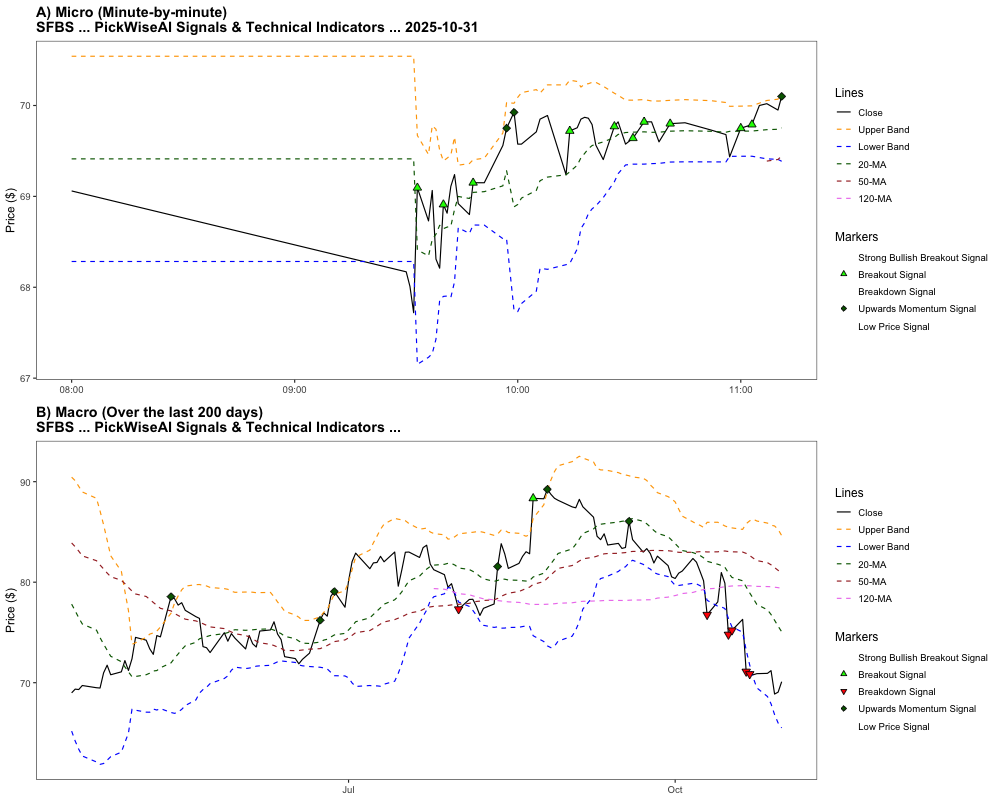 A) Micro (Minute-by-minute)
SFBS ... PickWiseAI Signals & Technical Indicators ... 2025-10-31
Price ($)
70
69
68
67
08:00
09:00
10:00
11:00
Lines
Close
Upper Band
Lower Band
20-MA
50-MA
120-MA
Markers
Strong Bullish Breakout Signal
Breakout Signal
Breakdown Signal
Upwards Momentum Signal
Low Price Signal
B) Macro (Over the last 200 days)
SFBS ... PickWiseAI Signals & Technical Indicators ...
Price ($)
90
80
70
Jul
Oct
Lines
Close
Upper Band
Lower Band
20-MA
50-MA
120-MA
Markers
Strong Bullish Breakout Signal
Breakout Signal
Breakdown Signal
Upwards Momentum Signal
Low Price Signal